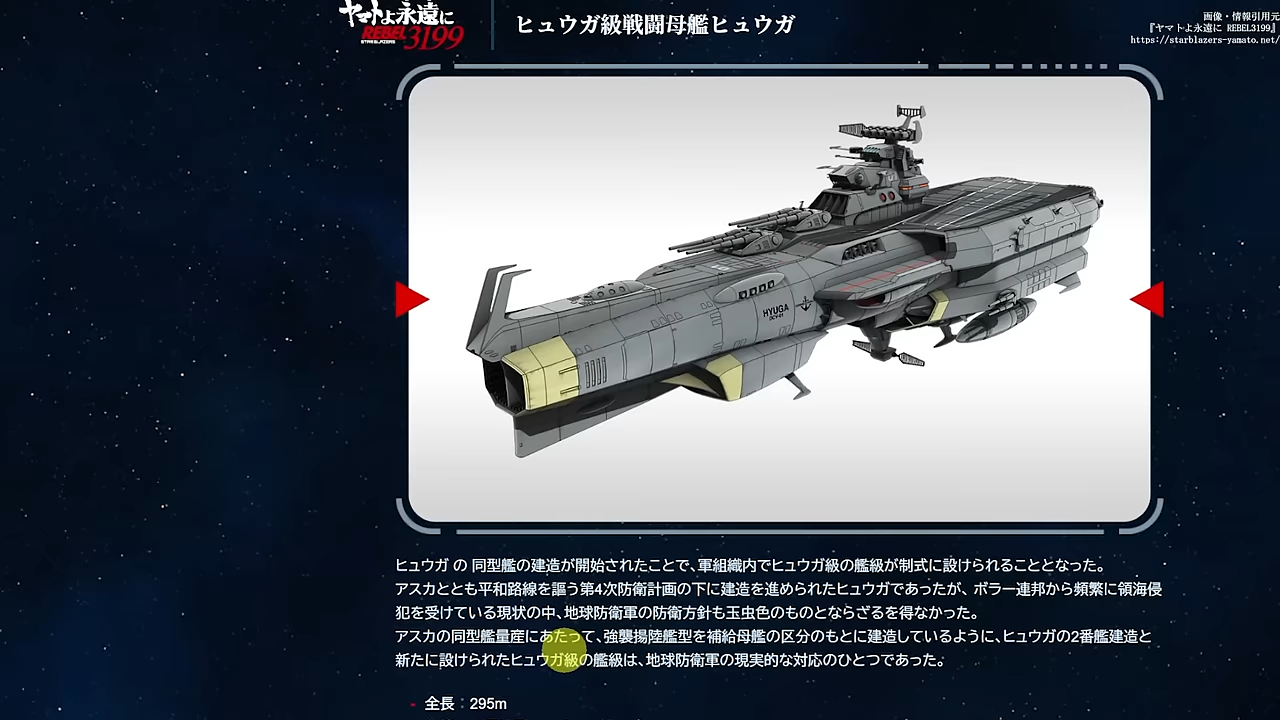 ヤマトよ永遠に
REBEL3199
STAR BLAZERS
ヒュウガ級戦闘母艦ヒュウガ
画像・情報引用元
『ヤマトよ永遠に REBEL3199』
https://starblazers-yamato.net/
HYUGA
ヒュウガ の 同型艦の建造が開始されたことで、軍組織内でヒュウガ級の艦級が制式に設けられることとなった。
アスカととも平和路線を謳う第4次防衛計画の下に建造を進められたヒュウガであったが、ボラー連邦から頻繁に領海侵
犯を受けている現状の中、地球防衛軍の防衛方針も玉虫色のものとならざるを得なかった。
アスカの同型艦量産にあたって、強襲揚陸艦型を補給母艦の区分のもとに建造しているように、ヒュウガの2番艦建造と
新たに設けられたヒュウガ級の艦級は、地球防衛軍の現実的な対応のひとつであった。
全長：295m